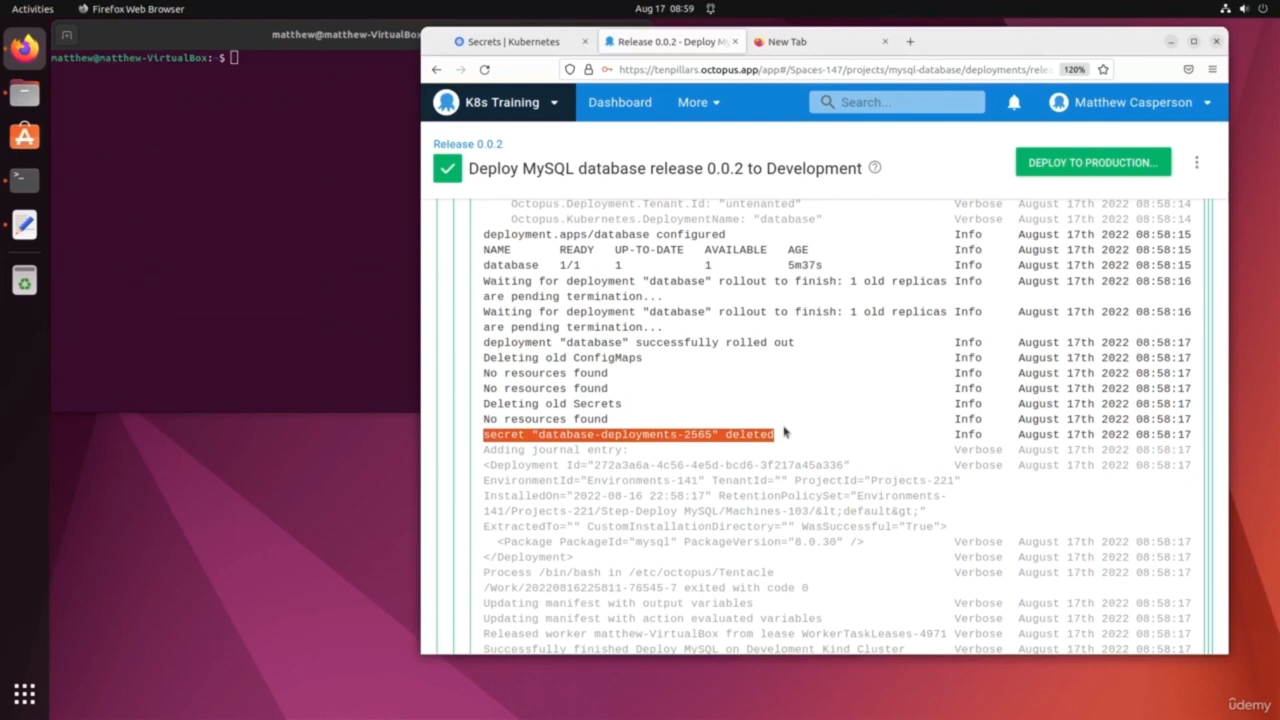 Activities
Firefox Web Browser
Aug 17 08:59
matthew@matthew-VirtualBox:
matthew@matthew-VirtualBox:~$
Secrets | Kubernetes
Release 0.0.2 - Deploy M
New Tab
https://tenpillars.octopus.app/app#/Spaces-147/projects/mysql-database/deployments/rele
120%
K8s Training
Dashboard
More
Search...
Matthew Casperson
Release 0.0.2
Deploy MySQL database release 0.0.2 to Development
DEPLOY TO PRODUCTION...
Octopus.Deployment.Tenant.Id: "untenanted" Verbose August 17th 2022 08:58:14
Octopus.Kubernetes.DeploymentName: "database" Verbose August 17th 2022 08:58:14
deployment.apps/database configured Info August 17th 2022 08:58:15
NAME READY UP-TO-DATE AVAILABLE AGE Info August 17th 2022 08:58:15
database 1/1 1 1 5m37s Info August 17th 2022 08:58:15
Waiting for deployment "database" rollout to finish: 1 old replicas Info August 17th 2022 08:58:16
are pending termination...
Waiting for deployment "database" rollout to finish: 1 old replicas Info August 17th 2022 08:58:16
are pending termination...
deployment "database" successfully rolled out Info August 17th 2022 08:58:17
Deleting old ConfigMaps Info August 17th 2022 08:58:17
No resources found Info August 17th 2022 08:58:17
No resources found Info August 17th 2022 08:58:17
Deleting old Secrets Info August 17th 2022 08:58:17
No resources found Info August 17th 2022 08:58:17
secret "database-deployments-2565" deleted Info August 17th 2022 08:58:17
Adding journal entry: Verbose August 17th 2022 08:58:17
<Deployment Id="272a3a6a-4c56-4e5d-bcd6-3f217a45a336" Verbose August 17th 2022 08:58:17
EnvironmentId="Environments-141" TenantId="" ProjectId="Projects-221"
InstalledOn="2022-08-16 22:58:17" RetentionPolicySet="Environments-
141/Projects-221/Step-Deploy MySQL/Machines-103/&lt;default&gt;"
ExtractedTo="" CustomInstallationDirectory="" WasSuccessful="True">
<Package PackageId="mysql" PackageVersion="8.0.30" /> Verbose August 17th 2022 08:58:17
</Deployment> Verbose August 17th 2022 08:58:17
Process /bin/bash in /etc/octopus/Tentacle Verbose August 17th 2022 08:58:17
/Work/20220816225811-76545-7 exited with code 0
Updating manifest with output variables Verbose August 17th 2022 08:58:17
Updating manifest with action evaluated variables Verbose August 17th 2022 08:58:17
Released worker matthew-VirtualBox from lease WorkerTaskLeases-4971 Verbose August 17th 2022 08:58:17
Successfully finished Deploy MySQL on Develoment Kind Cluster Verbose August 17th 2022 08:58:17
ûdemy